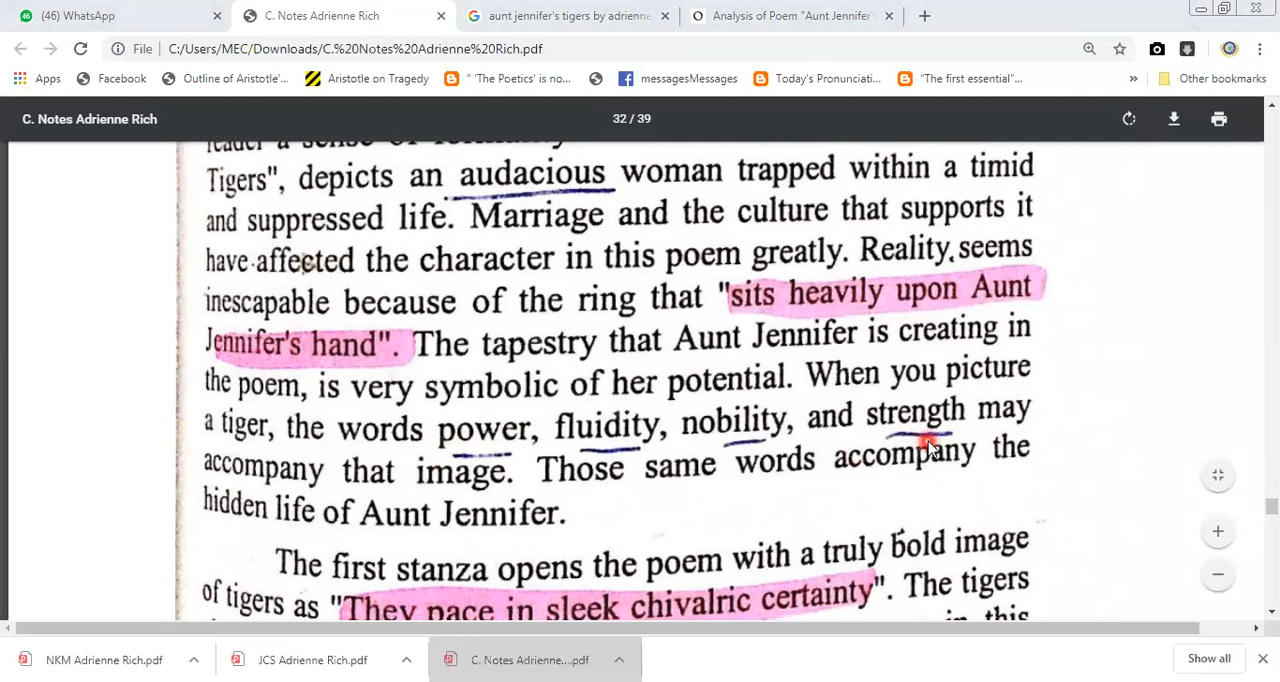 (46) WhatsApp
C. Notes Adrienne Rich
aunt jennifer's tigers by adrienne
Analysis of Poem "Aunt Jennifer'
File
C:/Users/MEC/Downloads/C.%20Notes%20Adrienne%20Rich.pdf
Apps
Facebook
Outline of Aristotle'...
Aristotle on Tragedy
" 'The Poetics' is no...
messagesMessages
Today's Pronunciati...
"The first essential"...
»
Other bookmarks
C. Notes Adrienne Rich
32 / 39
reader a sense of
Tigers", depicts an audacious woman trapped within a timid
and suppressed life. Marriage and the culture that supports it
have affected the character in this poem greatly. Reality seems
inescapable because of the ring that "sits heavily upon Aunt
Jennifer's hand". The tapestry that Aunt Jennifer is creating in
the poem, is very symbolic of her potential. When you picture
a tiger, the words power, fluidity, nobility, and strength may
accompany that image. Those same words accompany the
hidden life of Aunt Jennifer.
The first stanza opens the poem with a truly bold image
of tigers as "They pace in sleek chivalric certainty". The tigers
in this
NKM Adrienne Rich.pdf
JCS Adrienne Rich.pdf
C. Notes Adrienne....pdf
Show all